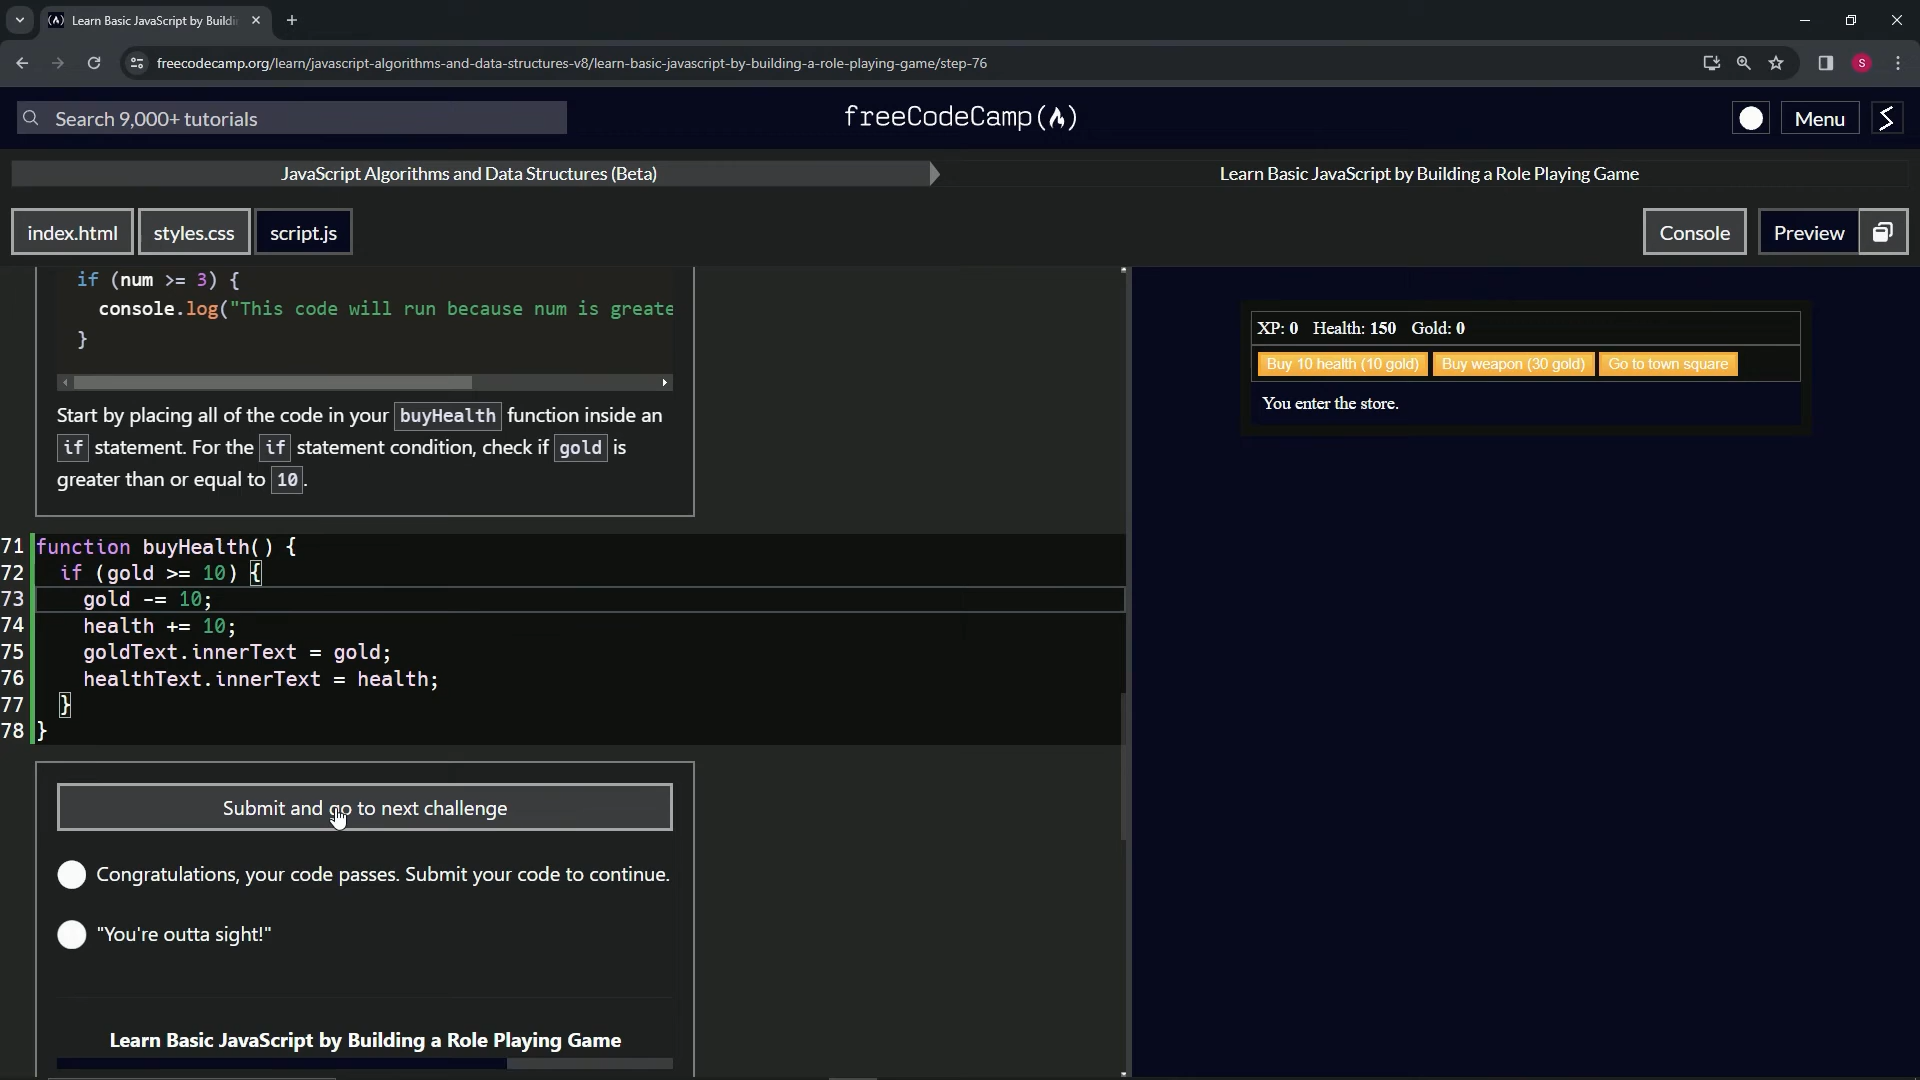 Learn Basic JavaScript by Buildi
freecodecamp.org/learn/javascript-algorithms-and-data-structures-v8/learn-basic-javascript-by-building-a-role-playing-game/step-76
S
Search 9,000+ tutorials
freeCodeCamp(🔥)
Menu
JavaScript Algorithms and Data Structures (Beta)
Learn Basic JavaScript by Building a Role Playing Game
index.html
styles.css
script.js
Console
Preview
if (num >= 3) {
console.log("This code will run because num is greate
}
Start by placing all of the code in your buyHealth function inside an
if statement. For the if statement condition, check if gold is
greater than or equal to 10.
71 function buyHealth() {
72 if (gold >= 10) {
73 gold -= 10;
74 health += 10;
75 goldText.innerText = gold;
76 healthText.innerText = health;
77 }
78 }
Submit and go to next challenge
Congratulations, your code passes. Submit your code to continue.
"You're outta sight!"
Learn Basic JavaScript by Building a Role Playing Game
XP: 0 Health: 150 Gold: 0
Buy 10 health (10 gold) Buy weapon (30 gold) Go to town square
You enter the store.